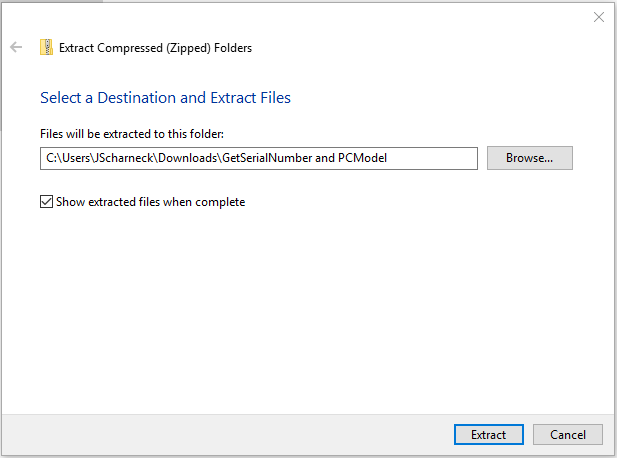 Extract Compressed (Zipped) Folders
Select a Destination and Extract Files
Files will be extracted to this folder:
C:\Users\JScharneck\Downloads\GetSerialNumber and PCModel
Browse...
Show extracted files when complete
Extract
Cancel